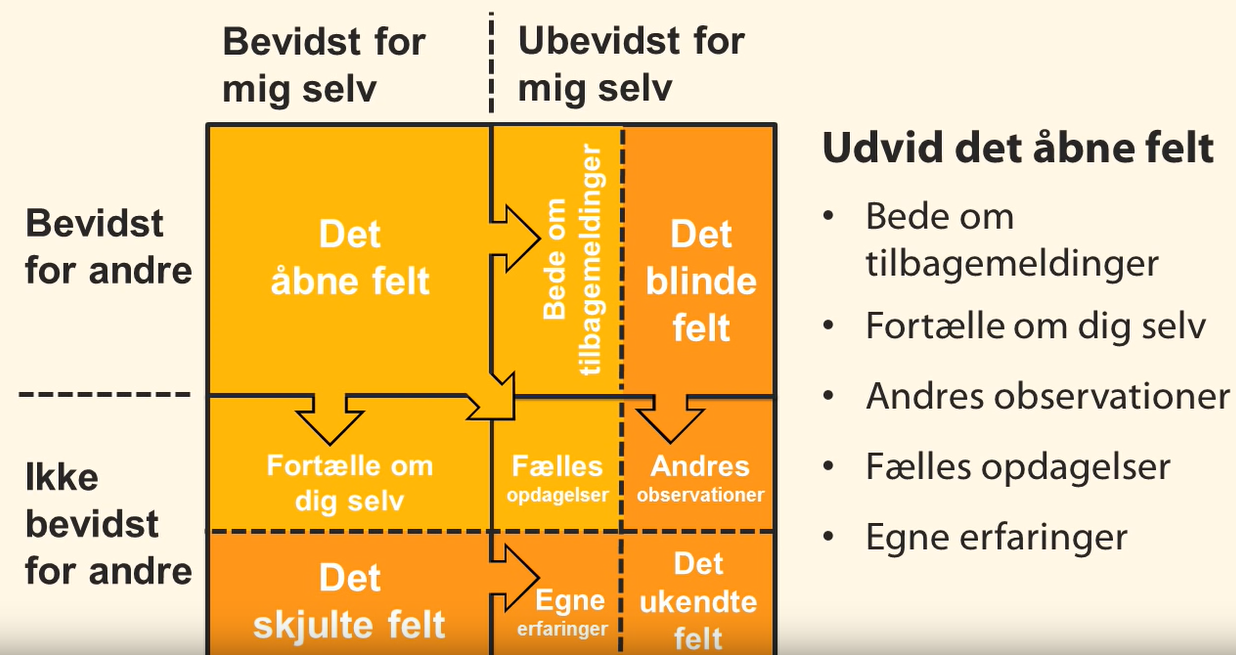 Bevidst for
mig selv
Ubevidst for
mig selv
Bevidst
for andre
Det
åbne felt
Bede om
tilbagemeldinger
Det
blinde
felt
Ikke
bevidst
for andre
Fortælle om
dig selv
Fælles
opdagelser
Andres
observationer
Det
skjulte felt
Egne
erfaringer
Det
ukendte
felt
Udvid det åbne felt
• Bede om
tilbagemeldinger
• Fortælle om dig selv
• Andres observationer
• Fælles opdagelser
• Egne erfaringer